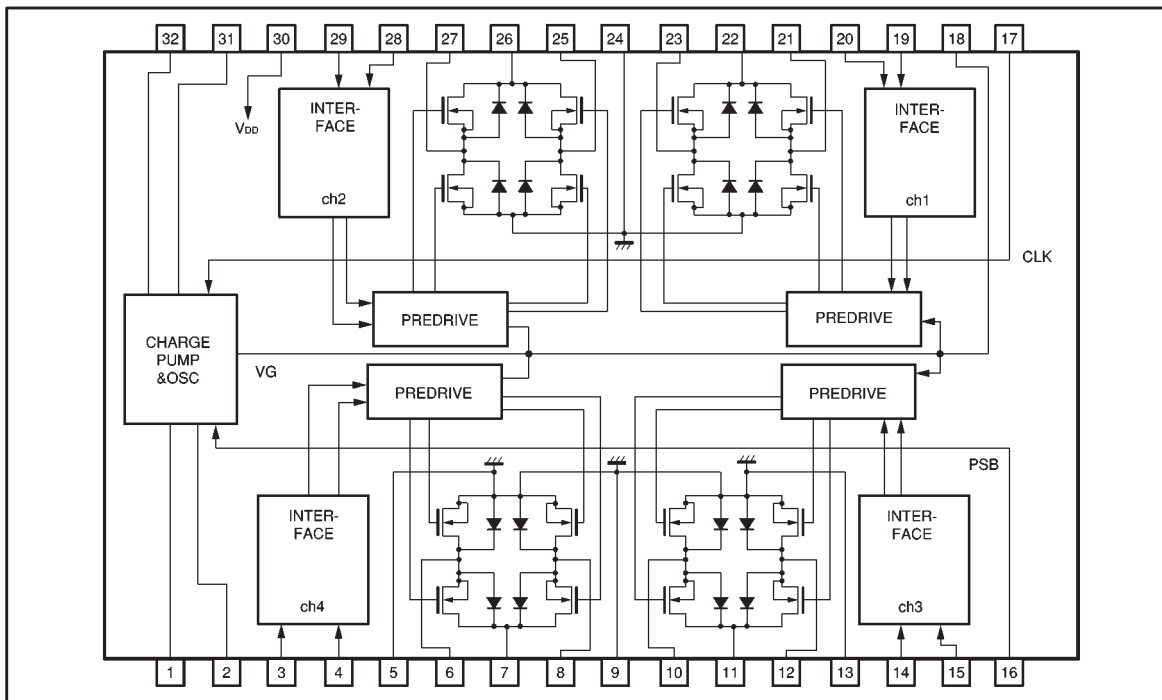 32 31 30 29 28 27 26 25 24 23 22 21 20 19 18 17
INTER-
FACE
ch2
VDD
INTER-
FACE
ch1
CLK
PREDRIVE
PREDRIVE
CHARGE
PUMP
&OSC
VG
PREDRIVE
PREDRIVE
PSB
INTER-
FACE
ch4
INTER-
FACE
ch3
1 2 3 4 5 6 7 8 9 10 11 12 13 14 15 16